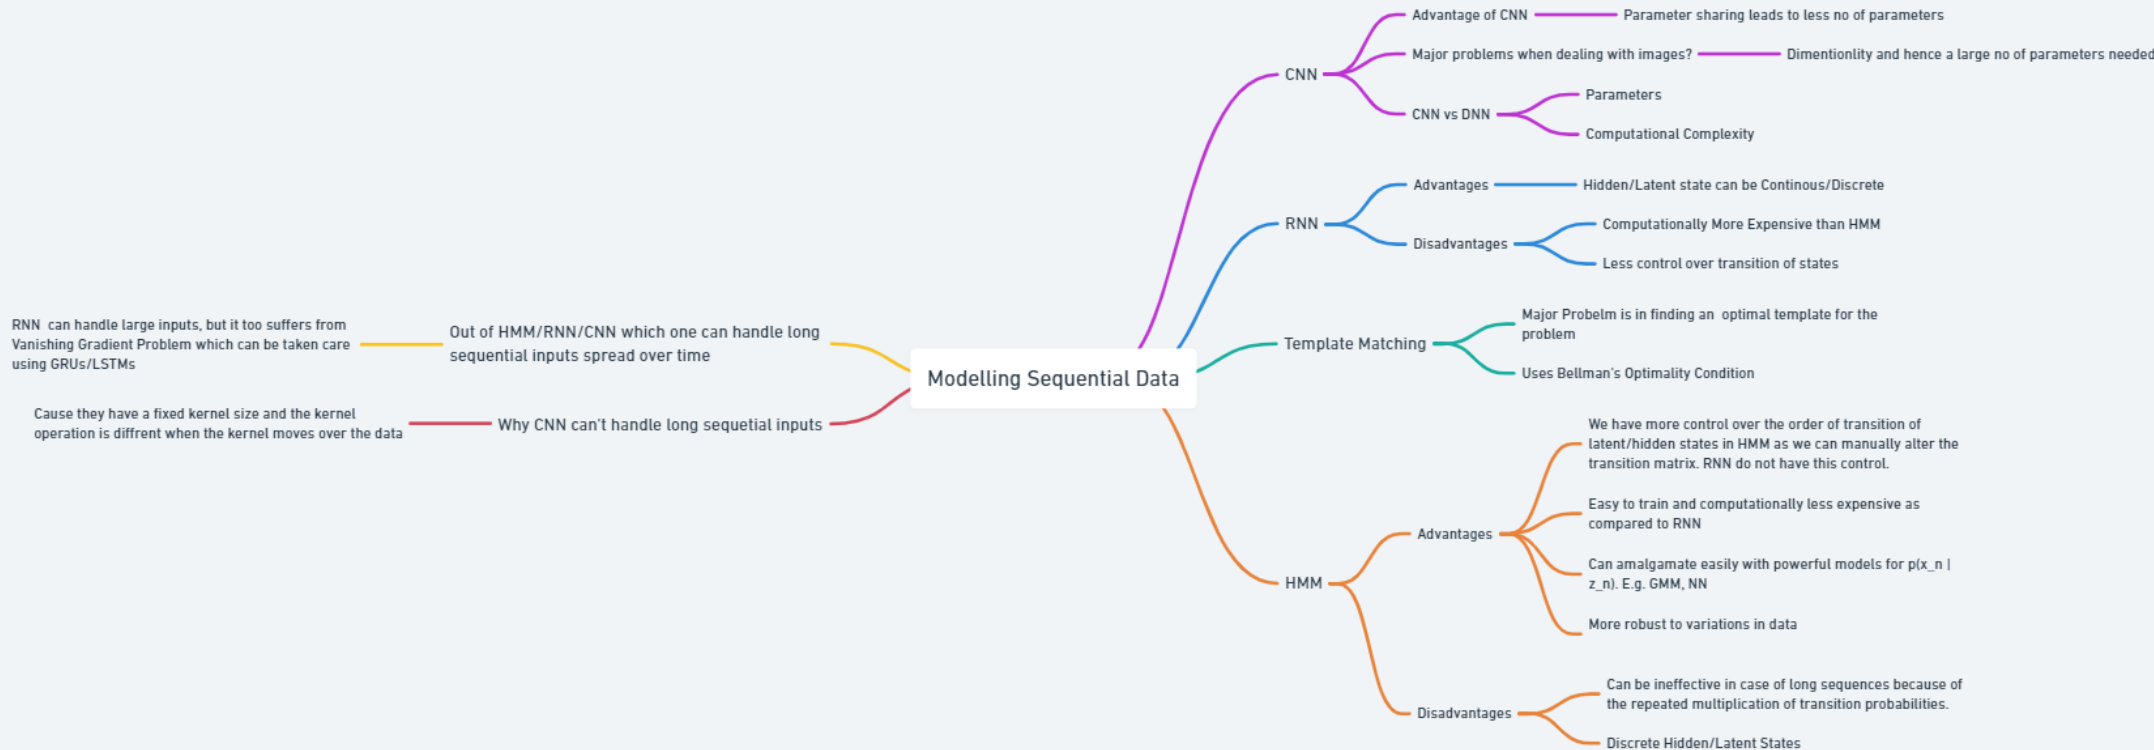 Modelling Sequential Data
CNN
Advantage of CNN
Parameter sharing leads to less no of parameters
Major problems when dealing with images?
Dimentionlity and hence a large no of parameters needed
CNN vs DNN
Parameters
Computational Complexity
RNN
Advantages
Hidden/Latent state can be Continous/Discrete
Disadvantages
Computationally More Expensive than HMM
Less control over transition of states
Template Matching
Major Probelm is in finding an optimal template for the
problem
Uses Bellman's Optimality Condition
HMM
Advantages
We have more control over the order of transition of
latent/hidden states in HMM as we can manually alter the
transition matrix. RNN do not have this control.
Easy to train and computationally less expensive as
compared to RNN
Can amalgamate easily with powerful models for p(x_n |
z_n). E.g. GMM, NN
More robust to variations in data
Disadvantages
Can be ineffective in case of long sequences because of
the repeated multiplication of transition probabilities.
Discrete Hidden/Latent States
Out of HMM/RNN/CNN which one can handle long
sequential inputs spread over time
RNN can handle large inputs, but it too suffers from
Vanishing Gradient Problem which can be taken care
using GRUs/LSTMs
Why CNN can't handle long sequetial inputs
Cause they have a fixed kernel size and the kernel
operation is diffrent when the kernel moves over the data